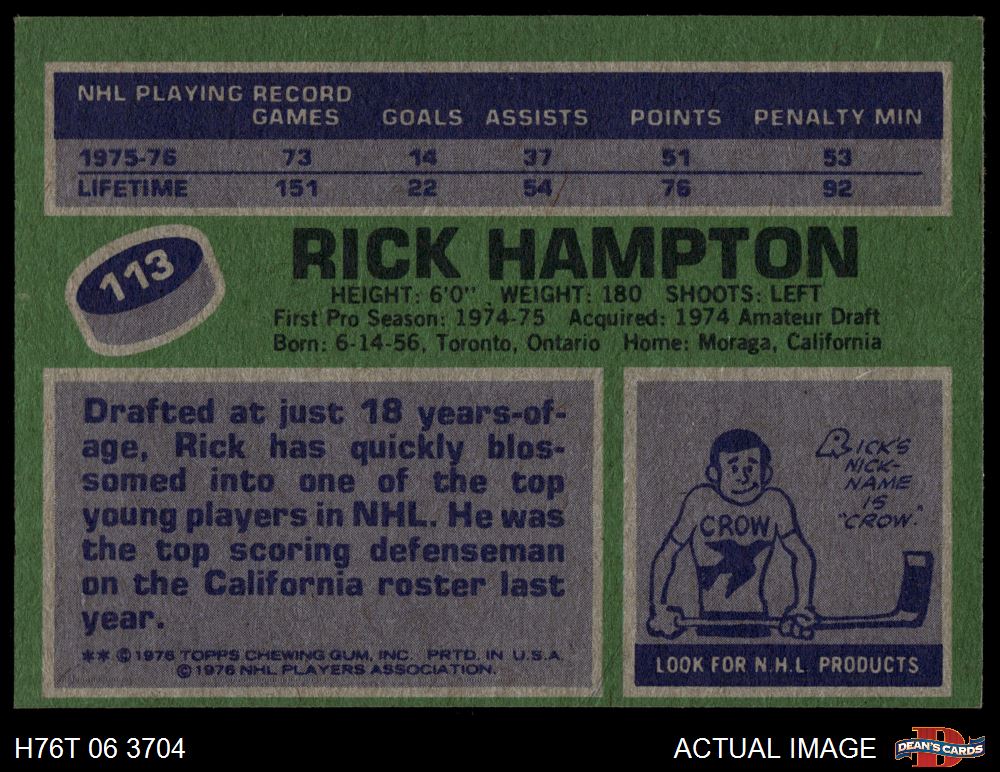 NHL PLAYING RECORD
GAMES GOALS ASSISTS POINTS PENALTY MIN
1975-76 73 14 37 51 53
LIFETIME 151 22 54 76 92
113
RICK HAMPTON
HEIGHT: 6'0" WEIGHT: 180 SHOOTS: LEFT
First Pro Season: 1974-75 Acquired: 1974 Amateur Draft
Born: 6-14-56, Toronto, Ontario Home: Moraga, California
Drafted at just 18 years-of-
age, Rick has quickly blos-
somed into one of the top
young players in NHL. He was
the top scoring defenseman
on the California roster last
year.
** © 1976 TOPPS CHEWING GUM, INC. PRTD. IN U.S.A.
© 1976 NHL PLAYERS ASSOCIATION.
RICK'S
NICK-
NAME
IS
"CROW."
CROW
LOOK FOR N.H.L PRODUCTS
H76T 06 3704
ACTUAL IMAGE
D
DEAN'S CARDS